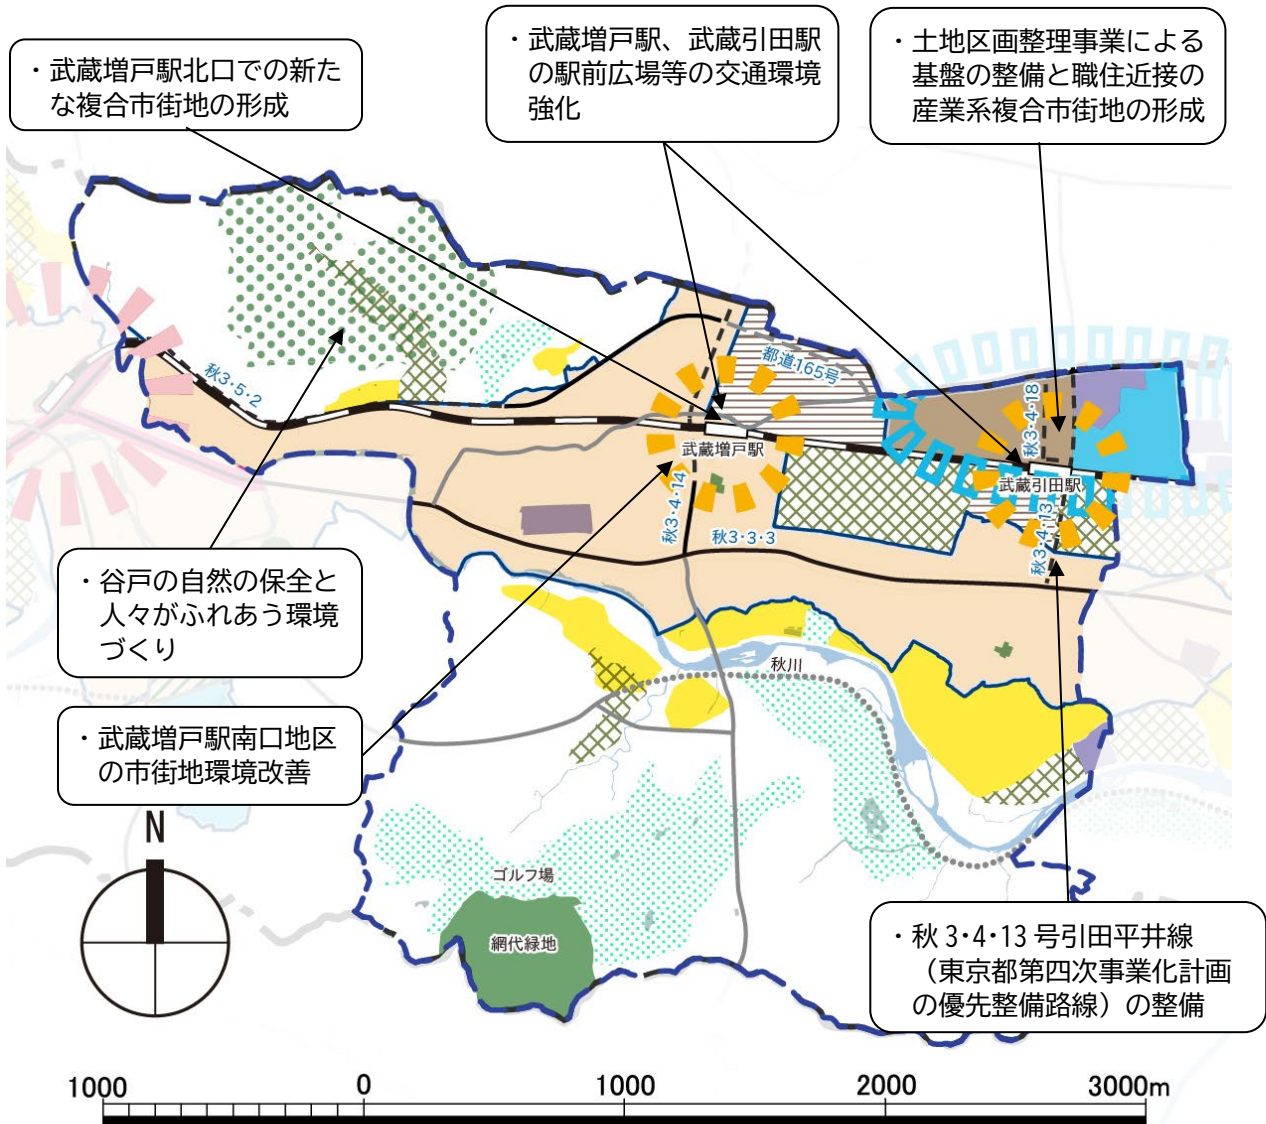 ・武蔵増戸駅北口での新た
な複合市街地の形成
・武蔵増戸駅、武蔵引田駅
の駅前広場等の交通環境
強化
・土地区画整理事業による
基盤の整備と職住近接の
産業系複合市街地の形成
都道165号
秋3・5・2
秋3・4・18
武蔵増戸駅
武蔵引田駅
秋3・4・14
秋3・3・3
秋3・4・13
・谷戸の自然の保全と
人々がふれあう環境
づくり
秋川
・武蔵増戸駅南口地区
の市街地環境改善
N
ゴルフ場
網代緑地
・秋 3・4・13 号引田平井線
（東京都第四次事業化計画
の優先整備路線）の整備
1000 0 1000 2000 3000m